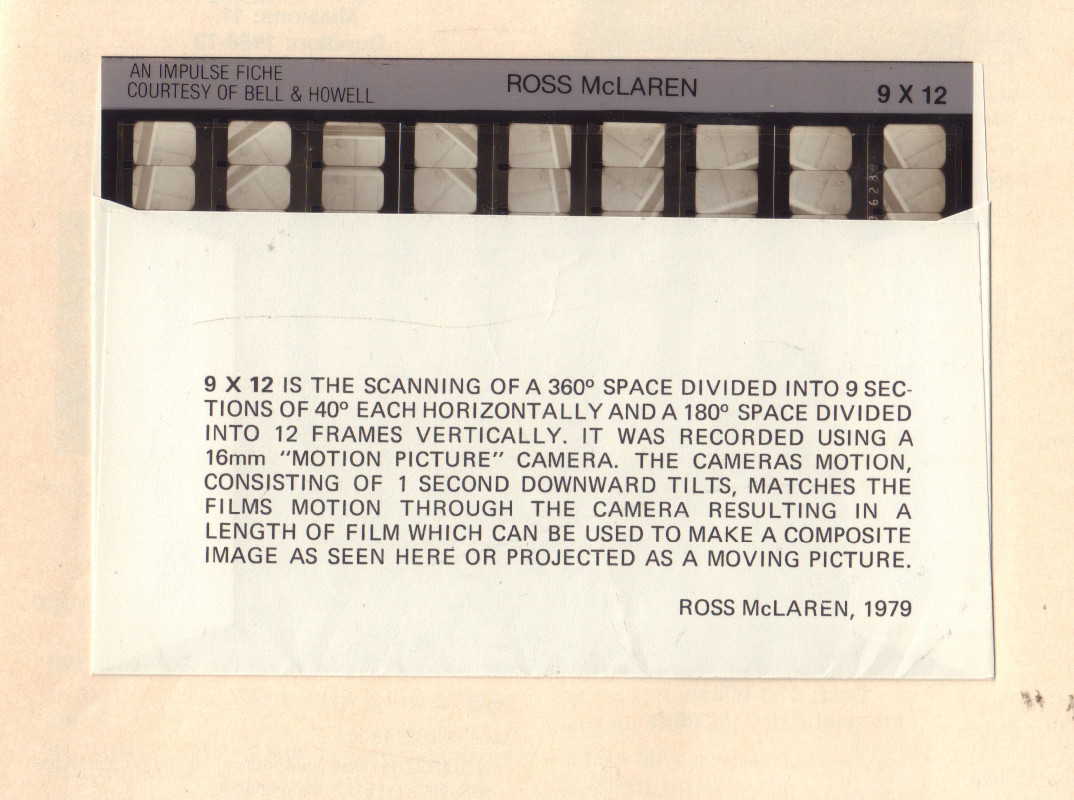 AN IMPULSE FICHE
COURTESY OF BELL & HOWELL
ROSS McLAREN
9 X 12
9 X 12 IS THE SCANNING OF A 360º SPACE DIVIDED INTO 9 SEC-
TIONS OF 40º EACH HORIZONTALLY AND A 180º SPACE DIVIDED
INTO 12 FRAMES VERTICALLY. IT WAS RECORDED USING A
16mm “MOTION PICTURE” CAMERA. THE CAMERAS MOTION,
CONSISTING OF 1 SECOND DOWNWARD TILTS, MATCHES THE
FILMS MOTION THROUGH THE CAMERA RESULTING IN A
LENGTH OF FILM WHICH CAN BE USED TO MAKE A COMPOSITE
IMAGE AS SEEN HERE OR PROJECTED AS A MOVING PICTURE.
ROSS McLAREN, 1979